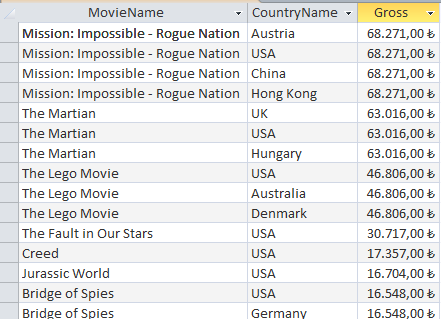 MovieName CountryName Gross
Mission: Impossible - Rogue Nation Austria 68.271,00 ₺
Mission: Impossible - Rogue Nation USA 68.271,00 ₺
Mission: Impossible - Rogue Nation China 68.271,00 ₺
Mission: Impossible - Rogue Nation Hong Kong 68.271,00 ₺
The Martian UK 63.016,00 ₺
The Martian USA 63.016,00 ₺
The Martian Hungary 63.016,00 ₺
The Lego Movie USA 46.806,00 ₺
The Lego Movie Australia 46.806,00 ₺
The Lego Movie Denmark 46.806,00 ₺
The Fault in Our Stars USA 30.717,00 ₺
Creed USA 17.357,00 ₺
Jurassic World USA 16.704,00 ₺
Bridge of Spies USA 16.548,00 ₺
Bridge of Spies Germany 16.548,00 ₺